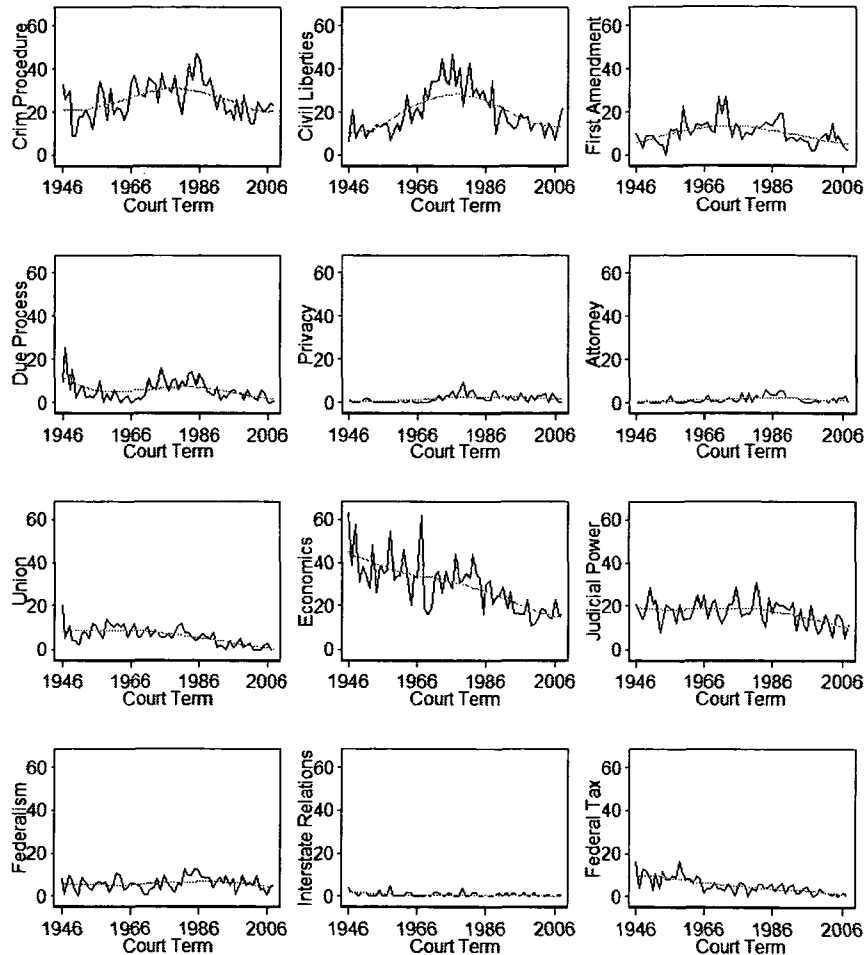 Crim Procedure
60
40
20
0
1946 1966 1986 2006
Court Term
Civil Liberties
60
40
20
0
1946 1966 1986 2006
Court Term
First Amendment
60
40
20
0
1946 1966 1986 2006
Court Term
Due Process
60
40
20
0
1946 1966 1986 2006
Court Term
Privacy
60
40
20
0
1946 1966 1986 2006
Court Term
Attorney
60
40
20
0
1946 1966 1986 2006
Court Term
Union
60
40
20
0
1946 1966 1986 2006
Court Term
Economics
60
40
20
0
1946 1966 1986 2006
Court Term
Judicial Power
60
40
20
0
1946 1966 1986 2006
Court Term
Federalism
60
40
20
0
1946 1966 1986 2006
Court Term
Interstate Relations
60
40
20
0
1946 1966 1986 2006
Court Term
Federal Tax
60
40
20
0
1946 1966 1986 2006
Court Term